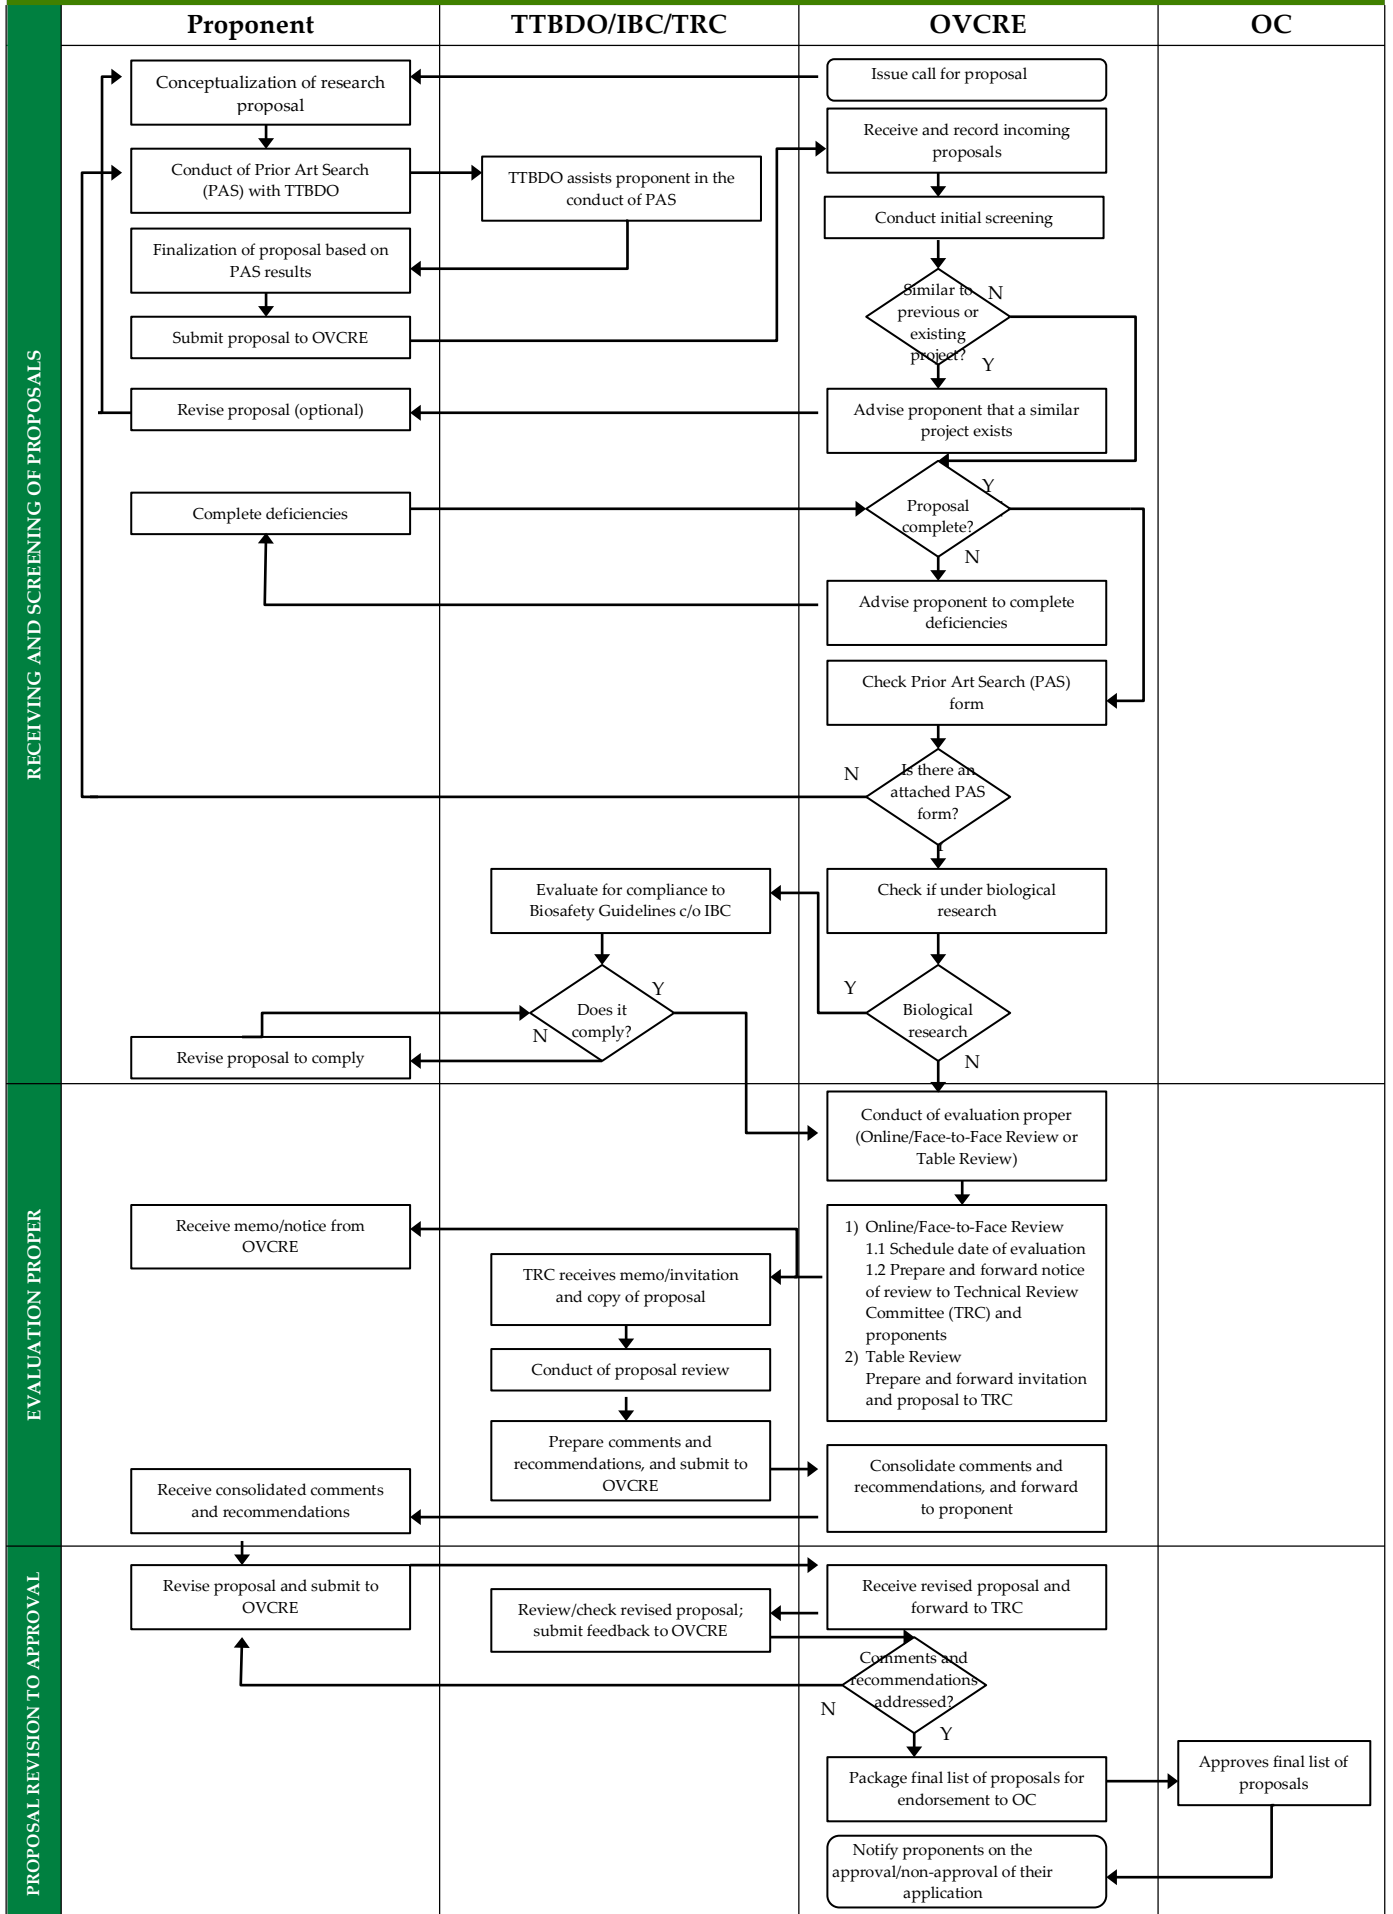 Proponent
TTBDO/IBC/TRC
OVCRE
OC
RECEIVING AND SCREENING OF PROPOSALS
Issue call for proposal
Conceptualization of research
proposal
Receive and record incoming
proposals
Conduct of Prior Art Search
(PAS) with TTBDO
TTBDO assists proponent in the
conduct of PAS
Conduct initial screening
Finalization of proposal based on
PAS results
Similar to
previous or
existing
project?
N
Y
Submit proposal to OVCRE
Revise proposal (optional)
Advise proponent that a similar
project exists
Complete deficiencies
Proposal
complete?
Y
N
Advise proponent to complete
deficiencies
Check Prior Art Search (PAS)
form
Is there an
attached PAS
form?
N
Y
Evaluate for compliance to
Biosafety Guidelines c/o IBC
Check if under biological
research
Does it
comply?
Y
N
Biological
research
Y
N
Revise proposal to comply
EVALUATION PROPER
Conduct of evaluation proper
(Online/Face-to-Face Review or
Table Review)
Receive memo/notice from
OVCRE
1) Online/Face-to-Face Review
1.1 Schedule date of evaluation
1.2 Prepare and forward notice
of review to Technical Review
Committee (TRC) and
proponents
2) Table Review
Prepare and forward invitation
and proposal to TRC
TRC receives memo/invitation
and copy of proposal
Conduct of proposal review
Prepare comments and
recommendations, and submit to
OVCRE
Consolidate comments and
recommendations, and forward
to proponent
Receive consolidated comments
and recommendations
PROPOSAL REVISION TO APPROVAL
Revise proposal and submit to
OVCRE
Receive revised proposal and
forward to TRC
Review/check revised proposal;
submit feedback to OVCRE
Comments and
recommendations
addressed?
N
Y
Package final list of proposals for
endorsement to OC
Approves final list of
proposals
Notify proponents on the
approval/non-approval of their
application